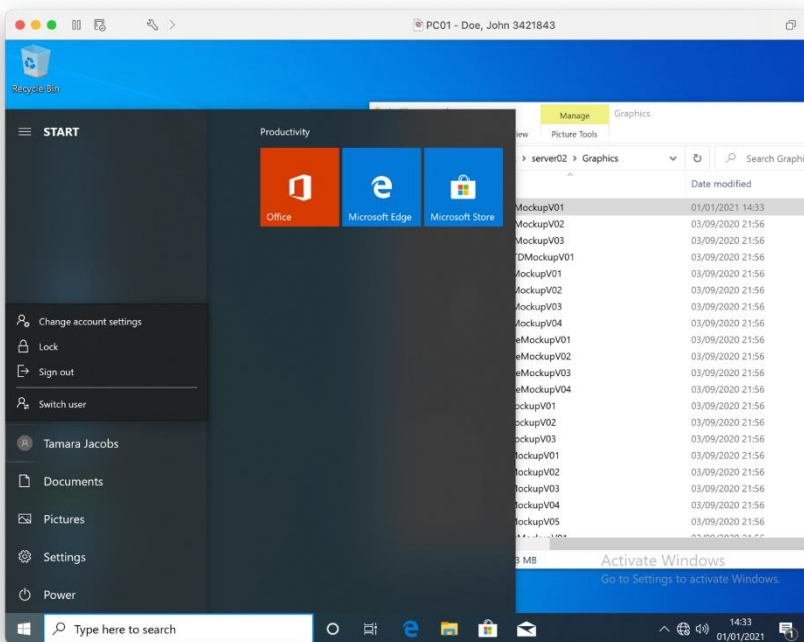 PC01 - Doe, John 3421843
Recycle Bin
START
Productivity
Office
Microsoft Edge
Microsoft Store
Change account settings
Lock
Sign out
Switch user
Tamara Jacobs
Documents
Pictures
Settings
Power
Manage
Graphics
Picture Tools
server02 > Graphics
Search Graphi
Date modified
MockupV01 01/01/2021 14:33
MockupV02 03/09/2020 21:56
MockupV03 03/09/2020 21:56
DMockupV01 03/09/2020 21:56
MockupV01 03/09/2020 21:56
MockupV02 03/09/2020 21:56
MockupV03 03/09/2020 21:56
MockupV04 03/09/2020 21:56
eMockupV01 03/09/2020 21:56
eMockupV02 03/09/2020 21:56
eMockupV03 03/09/2020 21:56
eMockupV04 03/09/2020 21:56
ockupV01 03/09/2020 21:56
ockupV02 03/09/2020 21:56
ockupV03 03/09/2020 21:56
lockupV01 03/09/2020 21:56
lockupV02 03/09/2020 21:56
lockupV03 03/09/2020 21:56
lockupV04 03/09/2020 21:56
lockupV05 03/09/2020 21:56
3 MB
Activate Windows
Go to Settings to activate Windows.
Type here to search
14:33
01/01/2021